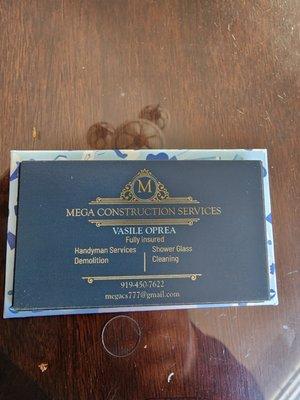 M
MEGA CONSTRUCTION SERVICES
VASILE OPREA
Fully insured
Handyman Services
Demolition
Shower Glass
Cleaning
919-450-7622
megacs777@gmail.com